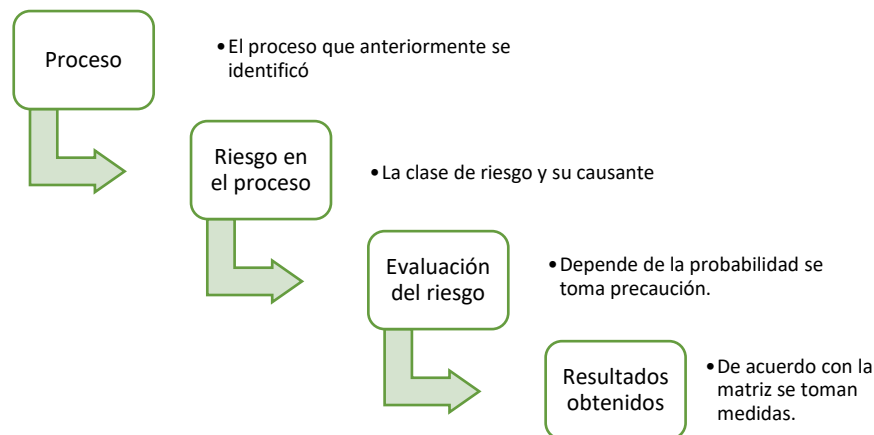 Proceso
•El proceso que anteriormente se
identificó
Riesgo en
el proceso
•La clase de riesgo y su causante
Evaluación
del riesgo
•Depende de la probabilidad se
toma precaución.
Resultados
obtenidos
•De acuerdo con la
matriz se toman
medidas.